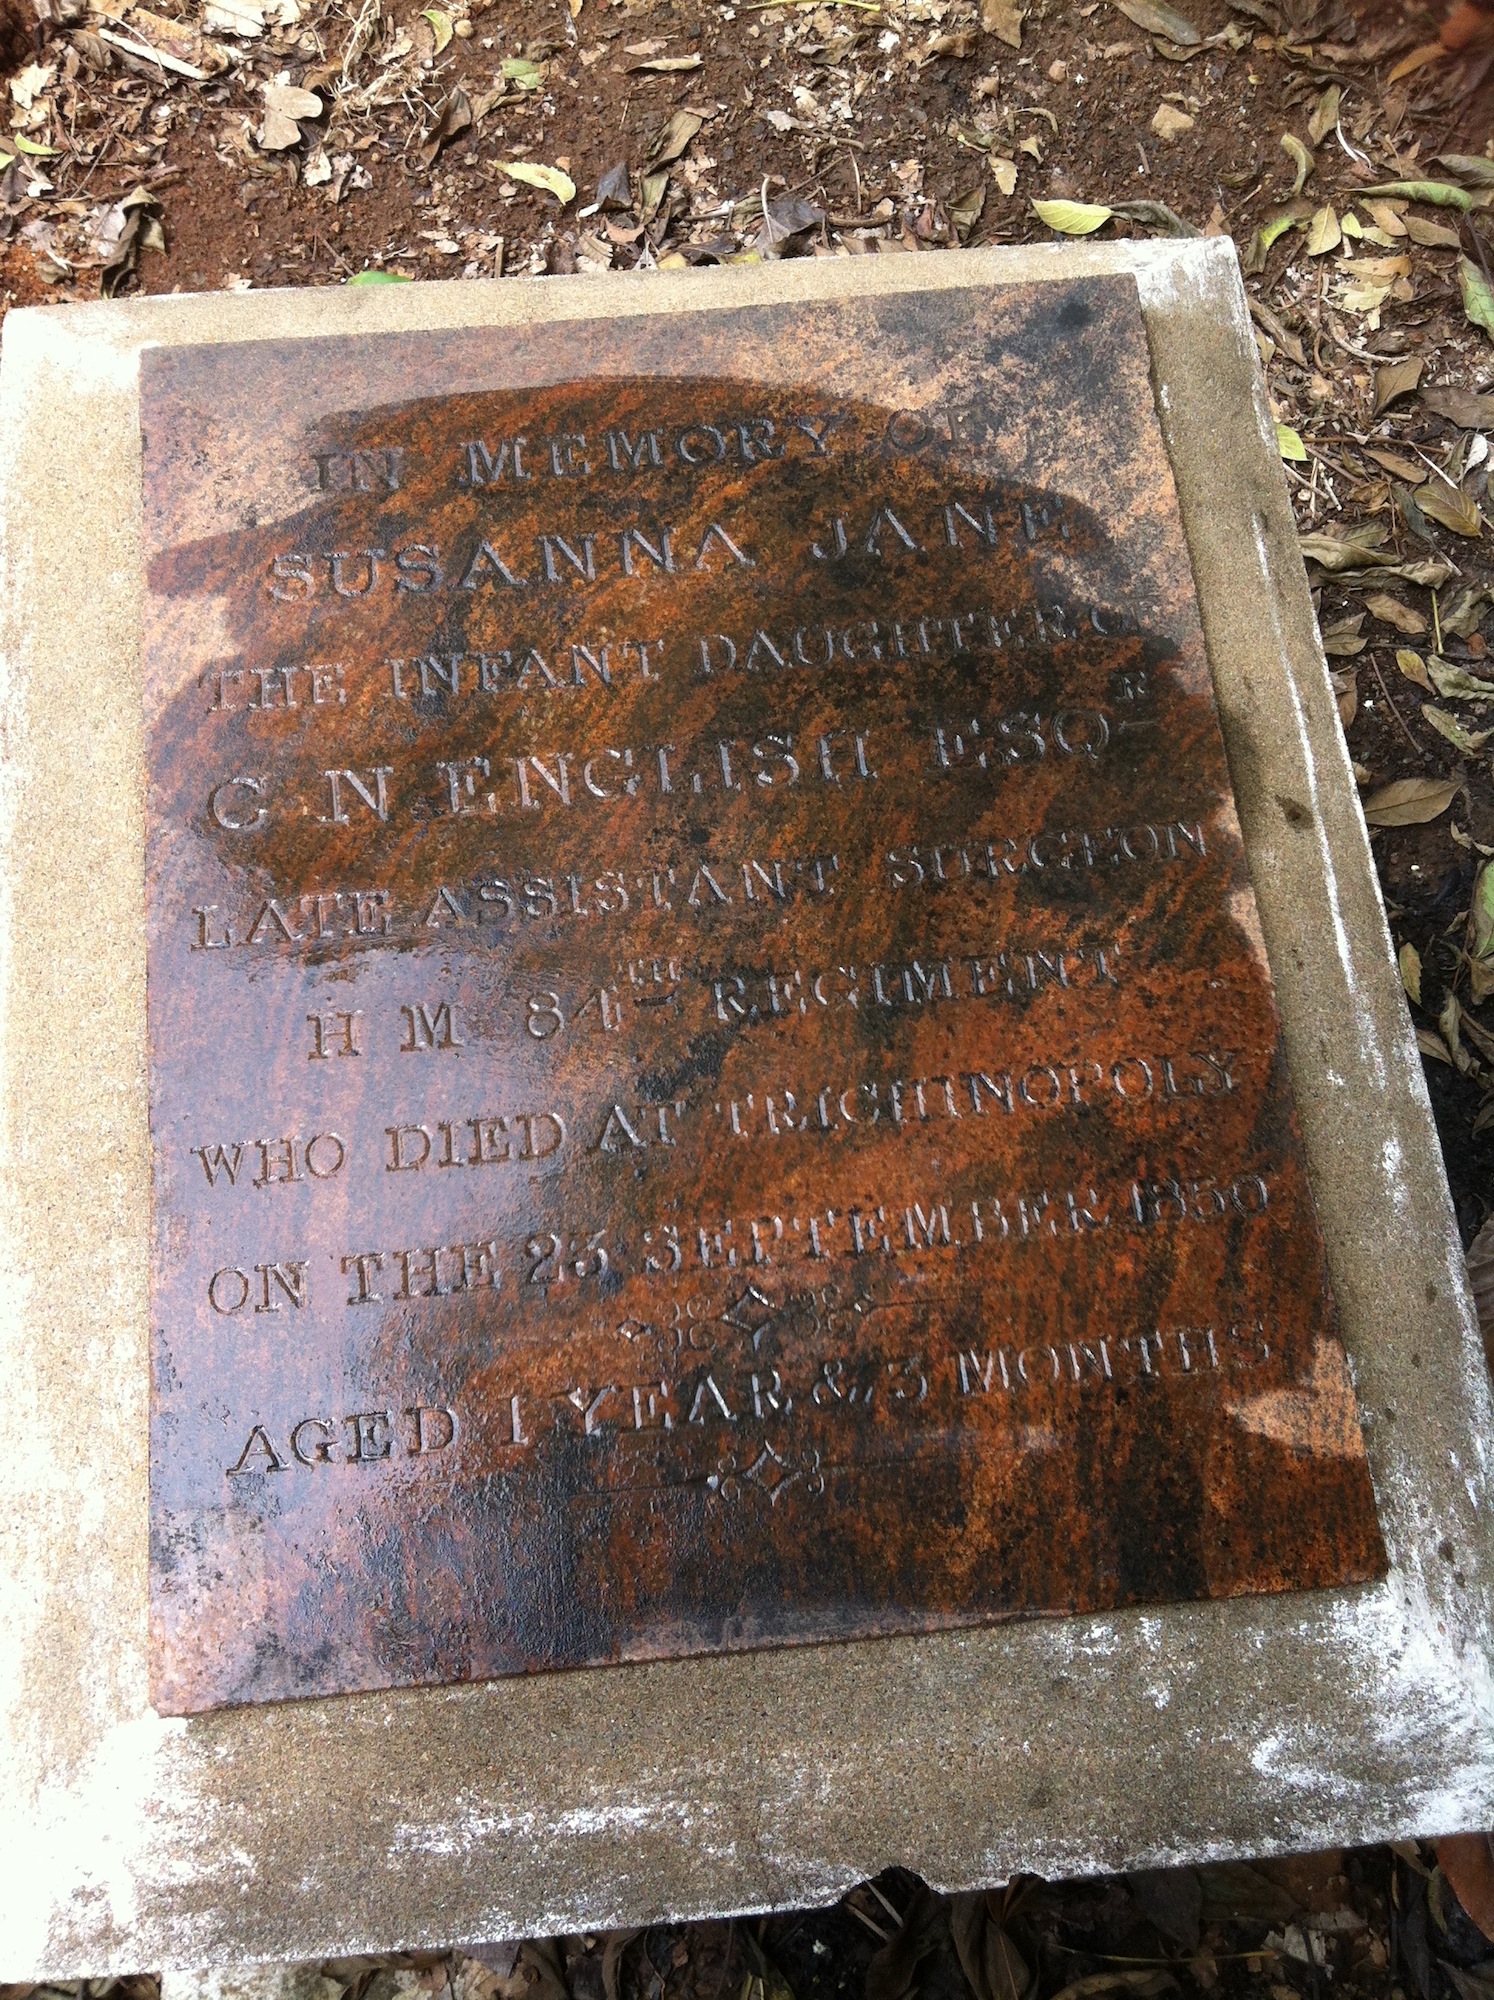 IN MEMORY OF
SUSANNA JANE
THE INFANT DAUGHTER OF
C N ENGLISH ESQR
LATE ASSISTANT SURGEON
H M 84TH REGIMENT
WHO DIED AT TRICHINOPOLY
ON THE 23 SEPTEMBER 1850
AGED 1 YEAR & 3 MONTHS